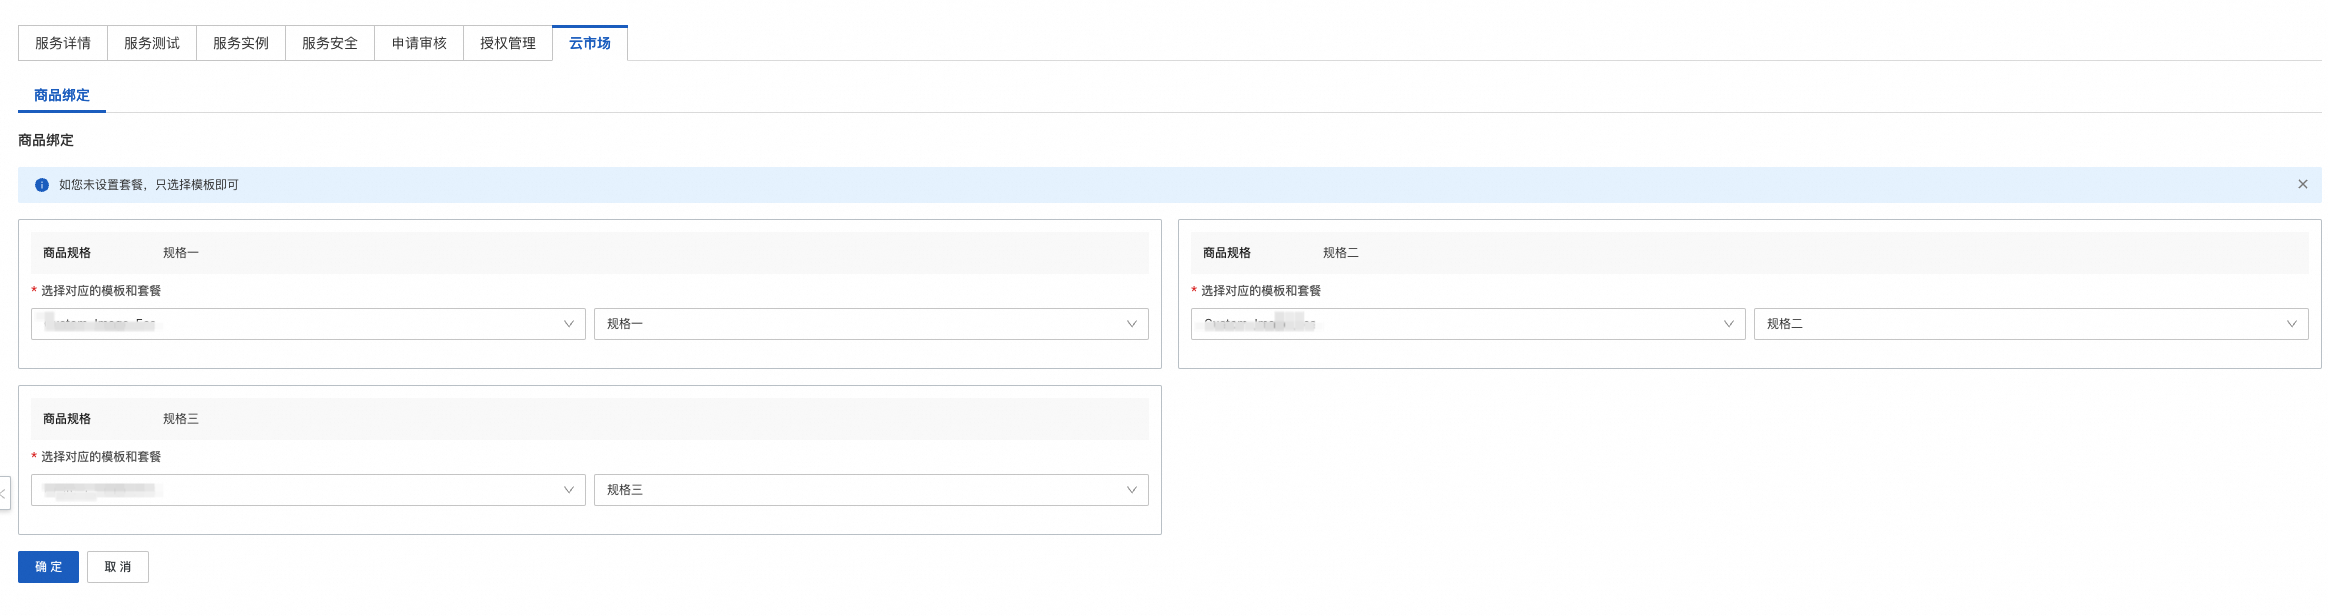 服务详情 服务测试 服务实例 服务安全 申请审核 授权管理 云市场
商品绑定
商品绑定
如您未设置套餐，只选择模板即可
商品规格 规格一
* 选择对应的模板和套餐
规格一
商品规格 规格二
* 选择对应的模板和套餐
规格二
商品规格 规格三
* 选择对应的模板和套餐
规格三
确 定 取 消